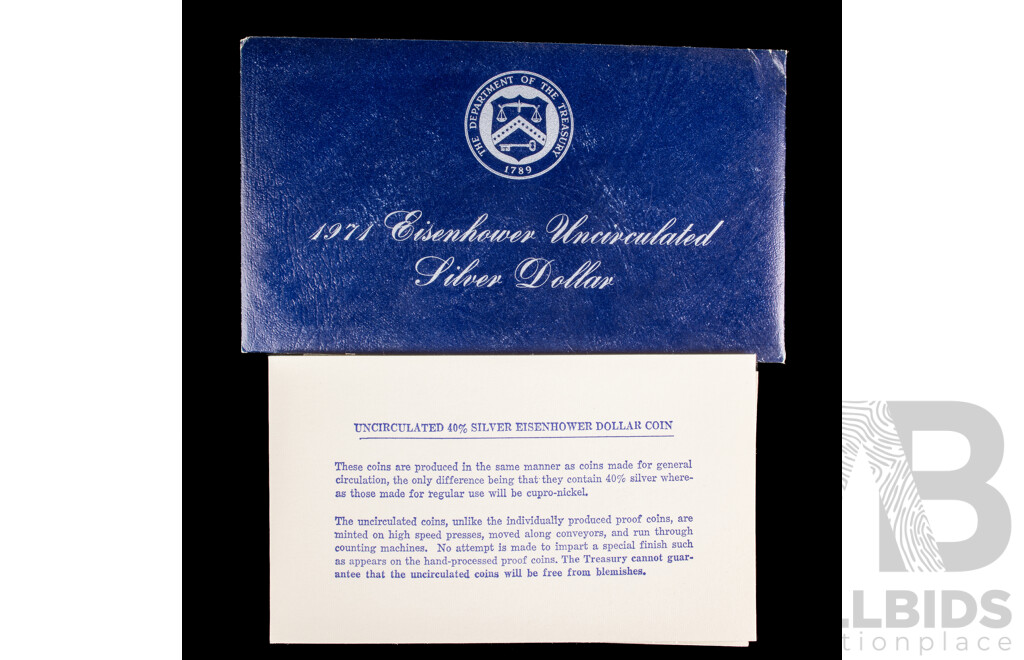 THE DEPARTMENT OF THE TREASURY
1789
1971 Eisenhower Uncirculated
Silver Dollar
UNCIRCULATED 40% SILVER EISENHOWER DOLLAR COIN
These coins are produced in the same manner as coins made for general
circulation, the only difference being that they contain 40% silver where-
as those made for regular use will be cupro-nickel.
The uncirculated coins, unlike the individually produced proof coins, are
minted on high speed presses, moved along conveyors, and run through
counting machines. No attempt is made to impart a special finish such
as appears on the hand-processed proof coins. The Treasury cannot guar-
antee that the uncirculated coins will be free from blemishes.
B
LLBIDS
tionplace